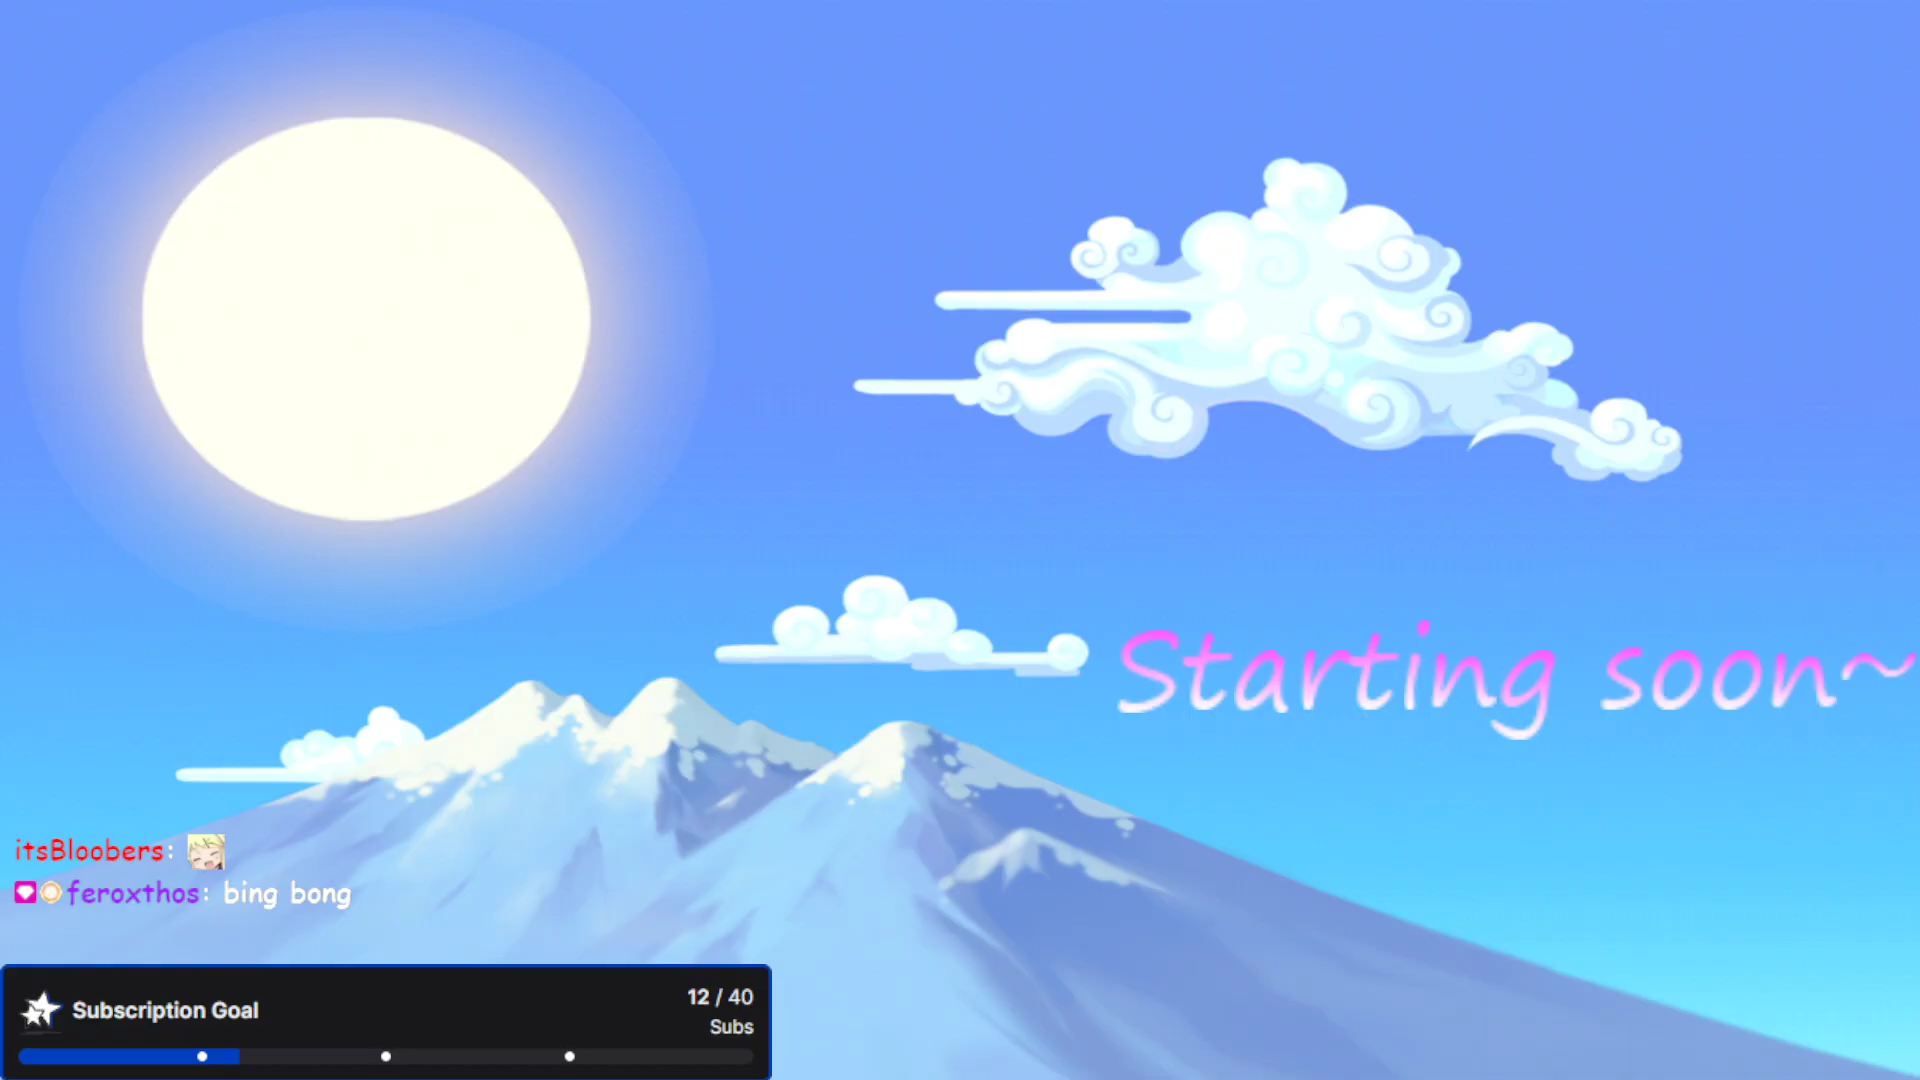 Starting soon~
itsBloobers:
feroxthos: bing bong
Subscription Goal
12 / 40
Subs